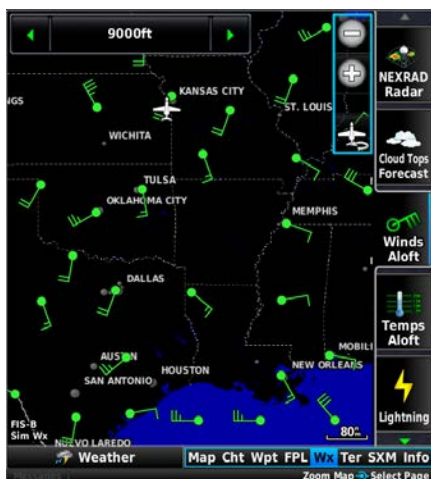 9000ft
NEXRAD
Radar
KANSAS CITY
NGS
ST. LOUIS
WICHITA
Cloud Tops
Forecast
TULSA
OKLAHOMA CITY
MEMPHIS
Winds
Aloft
DALLAS
Temps
Aloft
MOBIL
AUSTIN
HOUSTON
NEW ORLEANS
SAN ANTONIO
Lightning
FIS-B
Sim Wx
NUEVO LAREDO
80
Weather
Map Cht Wpt FPL Wx Ter SXM Info
Zoom Map Select Page